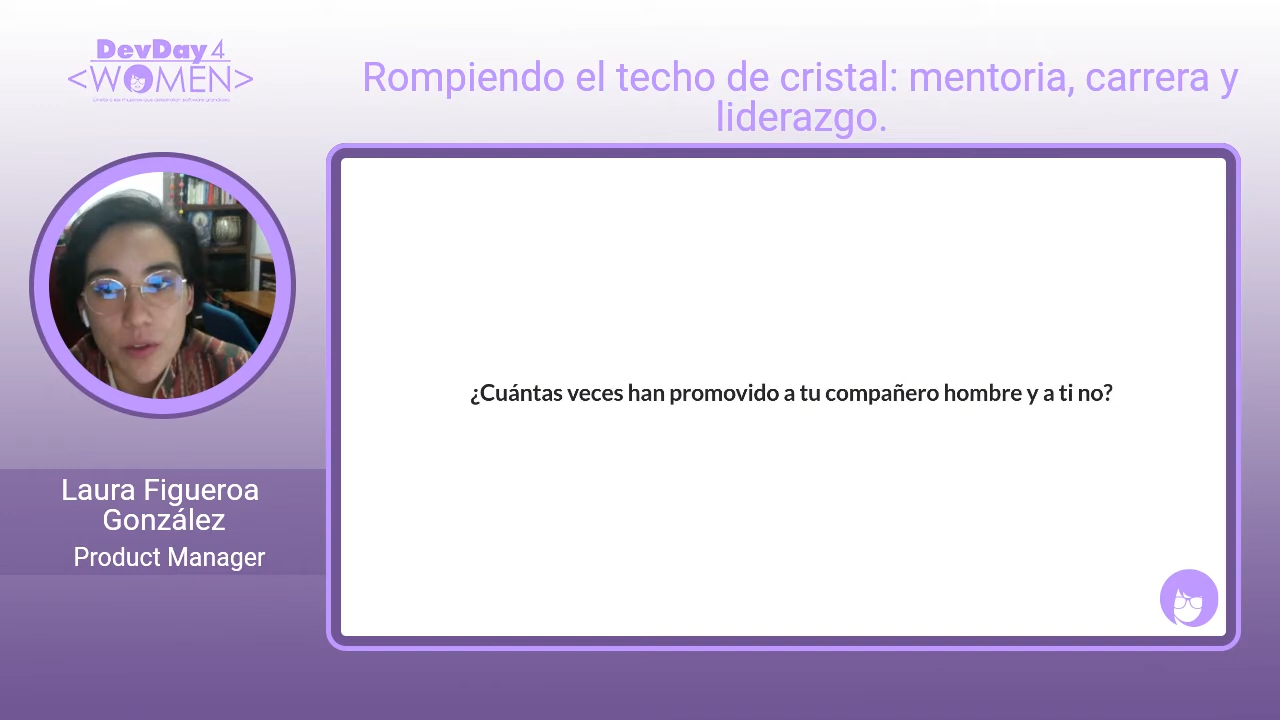 DevDay 4
<WOMEN>
Rompiendo el techo de cristal: mentoria, carrera y
liderazgo.
¿Cuántas veces han promovido a tu compañero hombre y a ti no?
Laura Figueroa
González
Product Manager